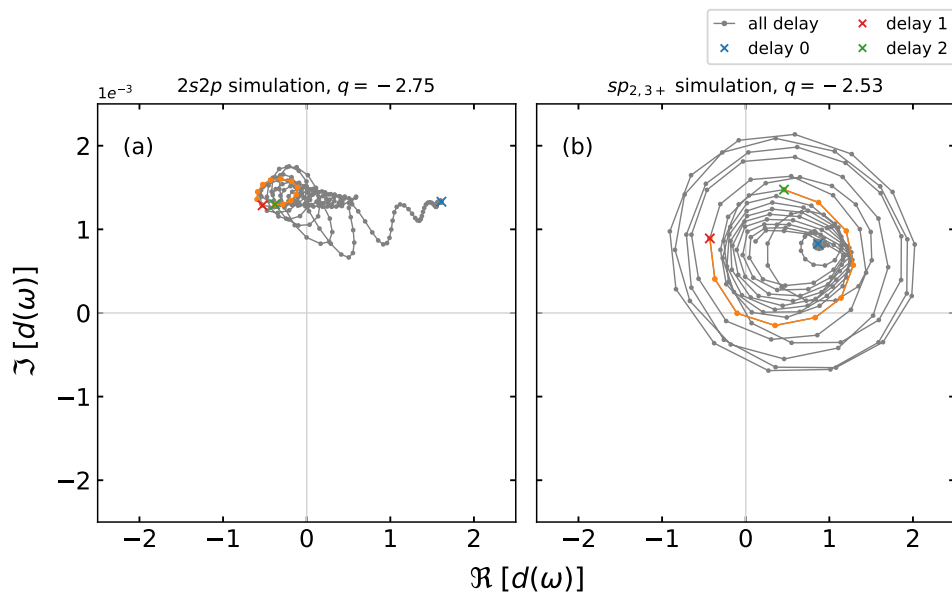 all delay
delay 0
delay 1
delay 2
2s2p simulation, q = −2.75
sp2,3+ simulation, q = −2.53
1e−3
(a)
(b)
2
1
0
−1
−2
ℑ [d(ω)]
−2 −1 0 1 2
−2 −1 0 1 2
ℜ [d(ω)]